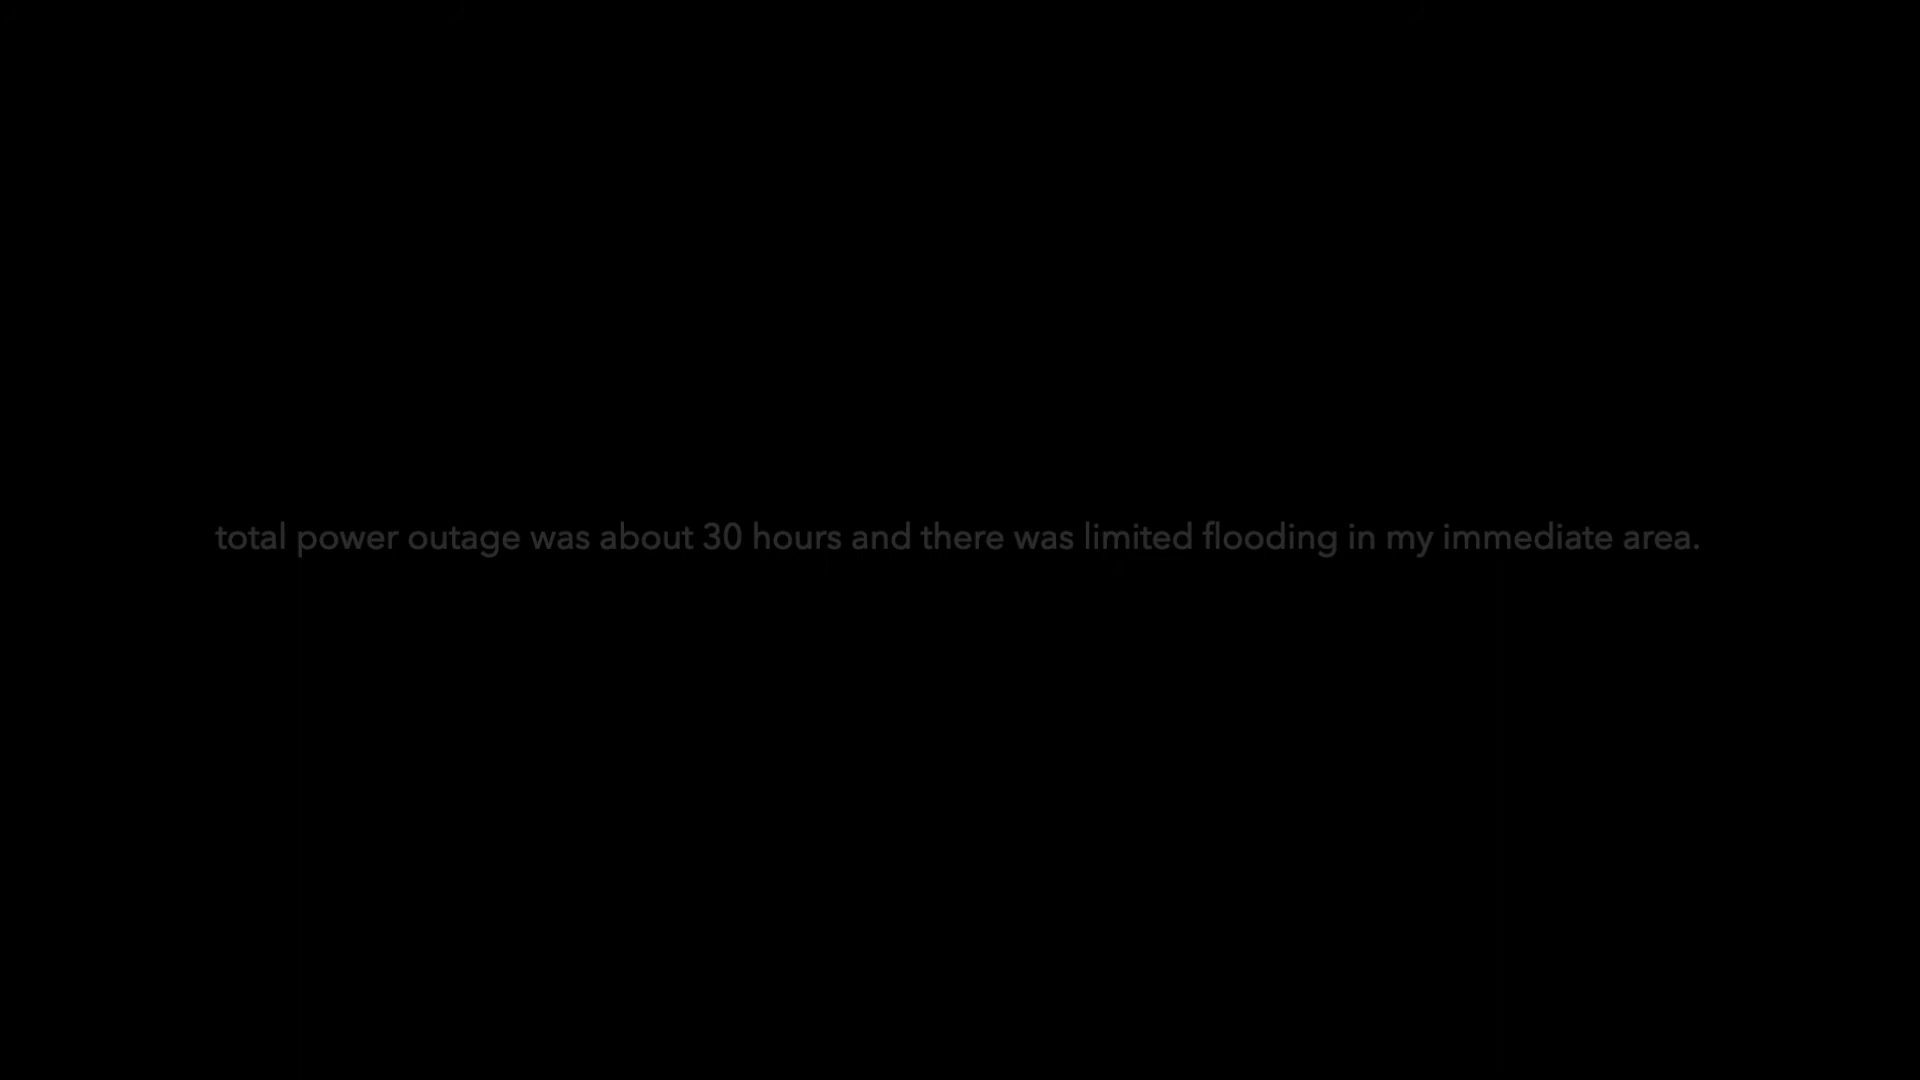 total power outage was about 30 hours and there was limited flooding in my immediate area.